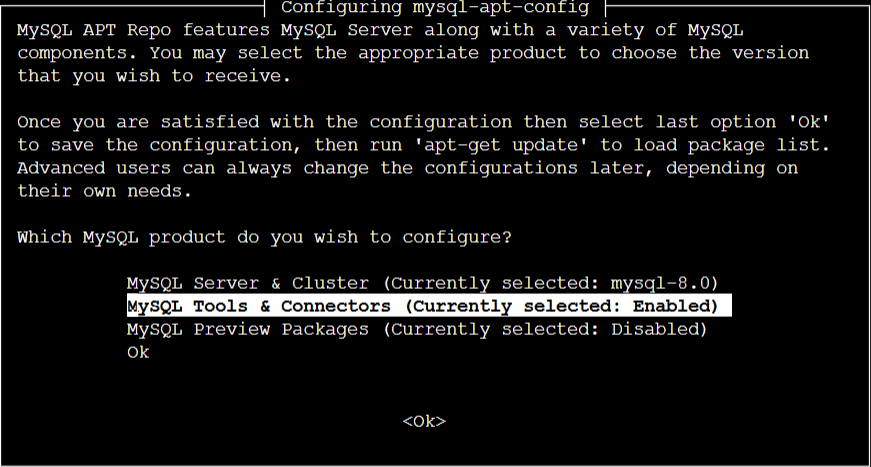 Configuring mysql-apt-config
MySQL APT Repo features MySQL Server along with a variety of MySQL
components. You may select the appropriate product to choose the version
that you wish to receive.
Once you are satisfied with the configuration then select last option 'Ok'
to save the configuration, then run 'apt-get update' to load package list.
Advanced users can always change the configurations later, depending on
their own needs.
Which MySQL product do you wish to configure?
MySQL Server & Cluster (Currently selected: mysql-8.0)
MySQL Tools & Connectors (Currently selected: Enabled)
MySQL Preview Packages (Currently selected: Disabled)
Ok
<Ok>